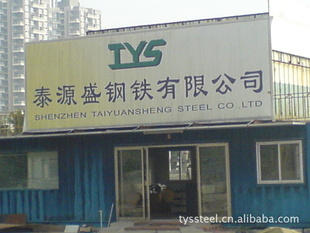 TYS
泰源盛钢铁有限公司
SHENZHEN TAIYUANSHENG STEEL CO.,LTD
tyssteel.cn.alibaba.com